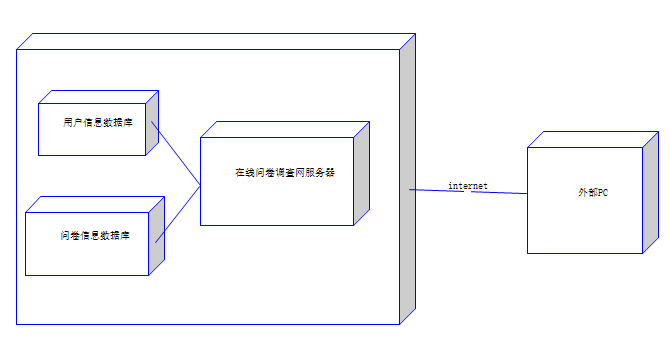 用户信息数据库
在线问卷调查网服务器
internet
外部PC
问卷信息数据库